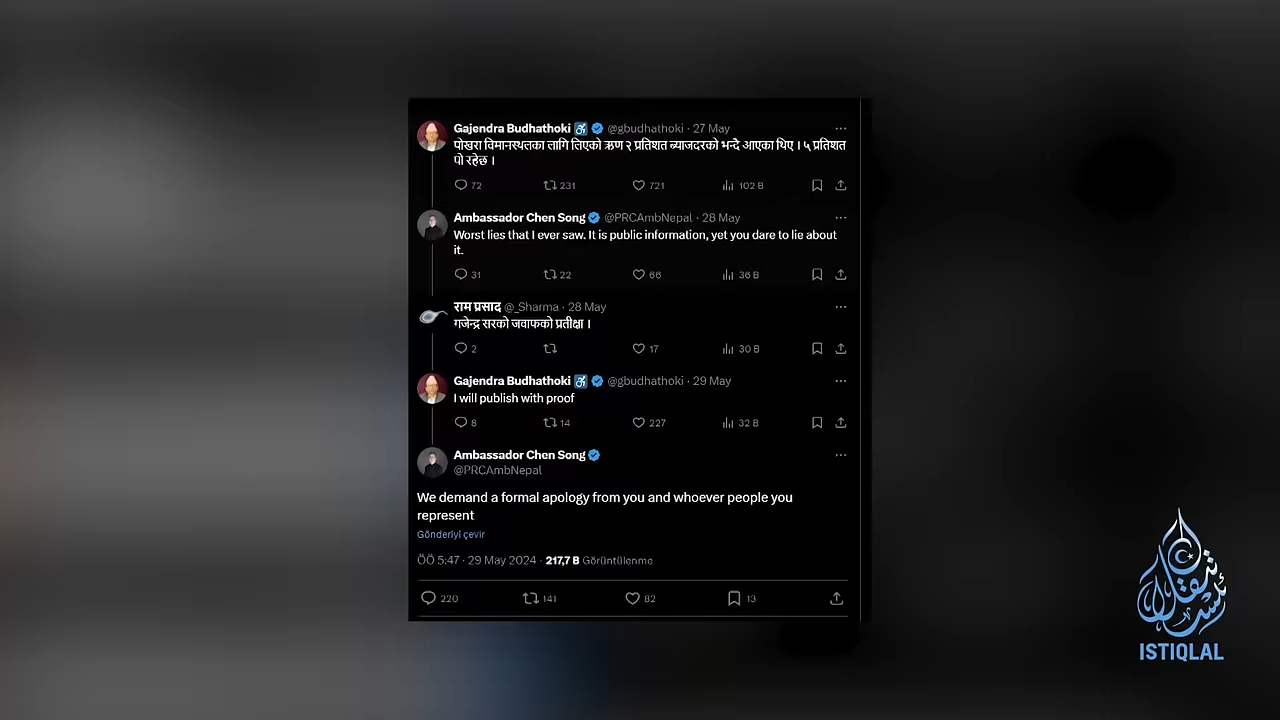 Gajendra Budhathoki @gbudhathoki · 27 May
पोखरा विमानस्थलका लागि लिएको ऋण २ प्रतिशत ब्याजदरको भन्दै आएका थिए । ५ प्रतिशत
पो रहेछ ।
72 231 721 102 B
Ambassador Chen Song @PRCAmbNepal · 28 May
Worst lies that I ever saw. It is public information, yet you dare to lie about
it.
31 22 66 36 B
राम प्रसाद @_Sharma · 28 May
गजेन्द्र सरको जवाफको प्रतीक्षा ।
2 17 30 B
Gajendra Budhathoki @gbudhathoki · 29 May
I will publish with proof
8 14 227 32 B
Ambassador Chen Song
@PRCAmbNepal
We demand a formal apology from you and whoever people you
represent
Gönderiyi çevir
ÖÖ 5:47 · 29 May 2024 · 217,7 B Görüntülenme
220 141 82 13
ISTIQLAL